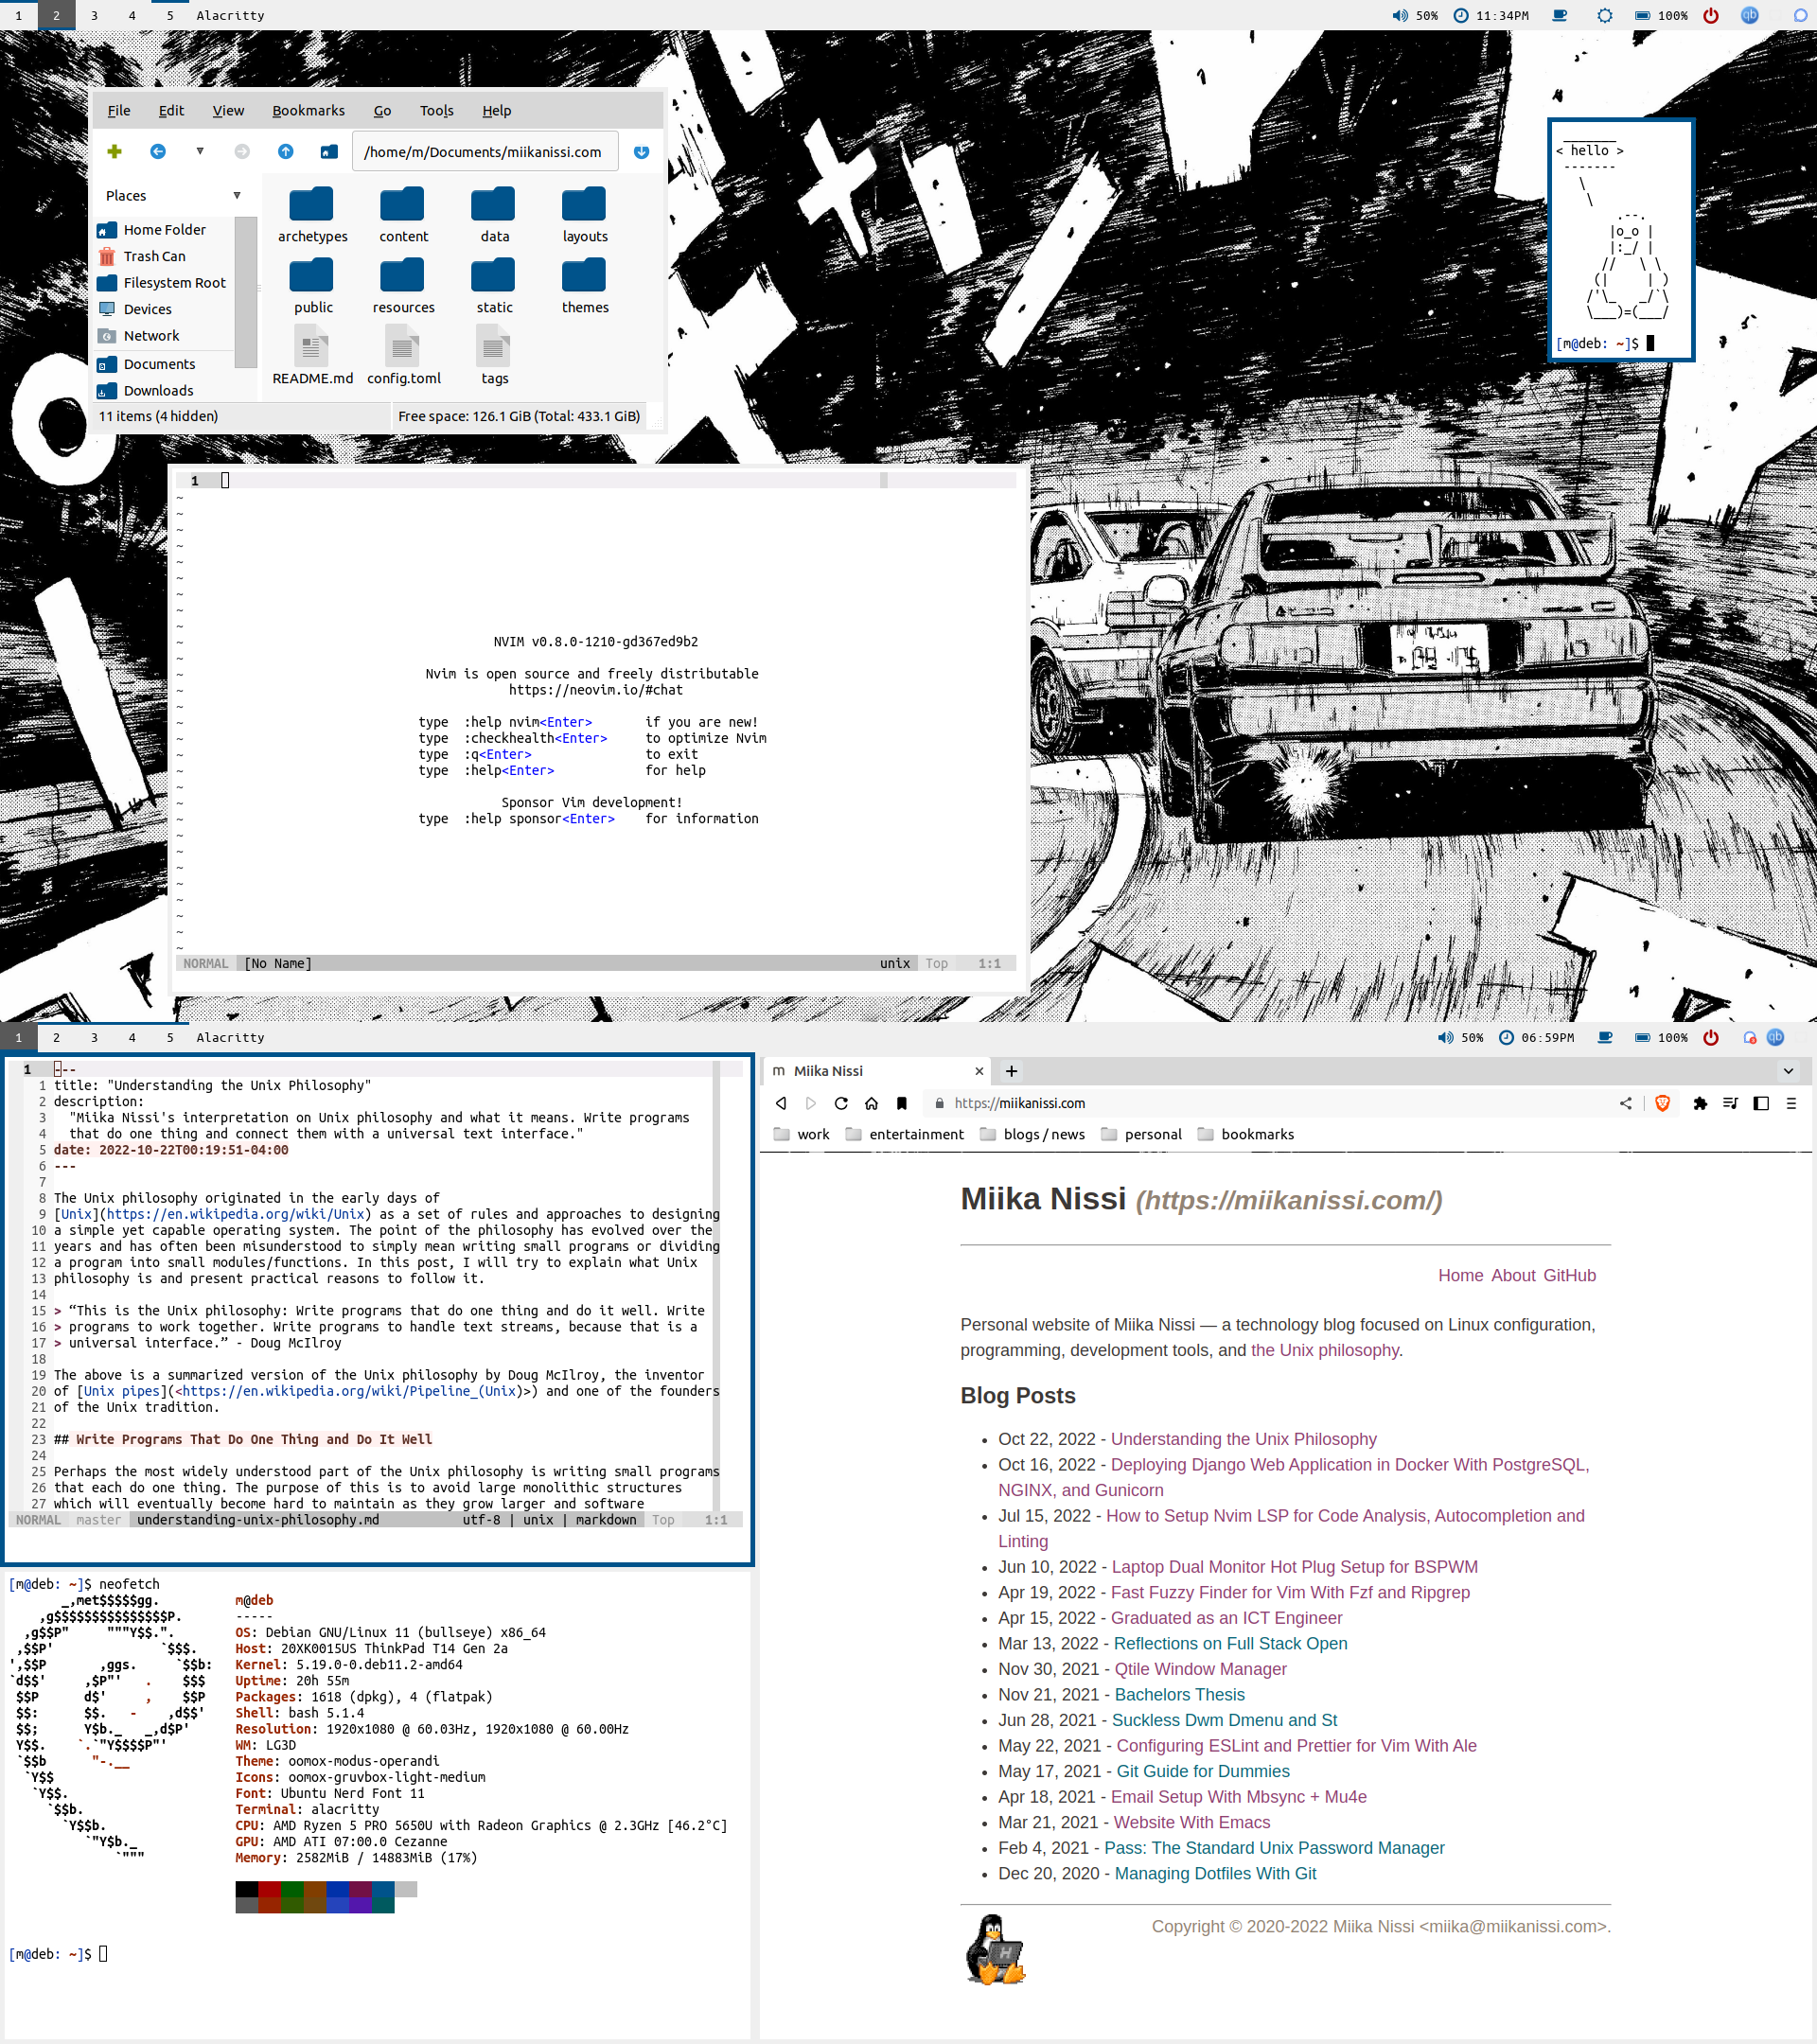 1 2 3 4 5 Alacritty
50% 11:34PM 100% qb
File Edit View Bookmarks Go Tools Help
/home/m/Documents/miikanissi.com
Places
Home Folder
Trash Can
Filesystem Root
Devices
Network
Documents
Downloads
archetypes content data layouts
public resources static themes
README.md config.toml tags
11 items (4 hidden)
Free space: 126.1 GiB (Total: 433.1 GiB)
< hello >
[m@deb: ~]$
1
NVIM v0.8.0-1210-gd367ed9b2
Nvim is open source and freely distributable
https://neovim.io/#chat
type :help nvim<Enter> if you are new!
type :checkhealth<Enter> to optimize Nvim
type :q<Enter> to exit
type :help<Enter> for help
Sponsor Vim development!
type :help sponsor<Enter> for information
NORMAL [No Name] unix Top 1:1
1 2 3 4 5 Alacritty
50% 06:59PM 100% qb
1 ---
1 title: "Understanding the Unix Philosophy"
2 description:
3 "Miika Nissi's interpretation on Unix philosophy and what it means. Write programs
4 that do one thing and connect them with a universal text interface."
5 date: 2022-10-22T00:19:51-04:00
6 ---
7
8 The Unix philosophy originated in the early days of
9 [Unix](https://en.wikipedia.org/wiki/Unix) as a set of rules and approaches to designing
10 a simple yet capable operating system. The point of the philosophy has evolved over the
11 years and has often been misunderstood to simply mean writing small programs or dividing
12 a program into small modules/functions. In this post, I will try to explain what Unix
13 philosophy is and present practical reasons to follow it.
14
15 > “This is the Unix philosophy: Write programs that do one thing and do it well. Write
16 > programs to work together. Write programs to handle text streams, because that is a
17 > universal interface.” - Doug McIlroy
18
19 The above is a summarized version of the Unix philosophy by Doug McIlroy, the inventor
20 of [Unix pipes](<https://en.wikipedia.org/wiki/Pipeline_(Unix)>) and one of the founders
21 of the Unix tradition.
22
23 ## Write Programs That Do One Thing and Do It Well
24
25 Perhaps the most widely understood part of the Unix philosophy is writing small programs
26 that each do one thing. The purpose of this is to avoid large monolithic structures
27 which will eventually become hard to maintain as they grow larger and software
NORMAL master understanding-unix-philosophy.md utf-8 | unix | markdown Top 1:1
[m@deb: ~]$ neofetch
m@deb
-----
OS: Debian GNU/Linux 11 (bullseye) x86_64
Host: 20XK0015US ThinkPad T14 Gen 2a
Kernel: 5.19.0-0.deb11.2-amd64
Uptime: 20h 55m
Packages: 1618 (dpkg), 4 (flatpak)
Shell: bash 5.1.4
Resolution: 1920x1080 @ 60.03Hz, 1920x1080 @ 60.00Hz
WM: LG3D
Theme: oomox-modus-operandi
Icons: oomox-gruvbox-light-medium
Font: Ubuntu Nerd Font 11
Terminal: alacritty
CPU: AMD Ryzen 5 PRO 5650U with Radeon Graphics @ 2.3GHz [46.2°C]
GPU: AMD ATI 07:00.0 Cezanne
Memory: 2582MiB / 14883MiB (17%)
[m@deb: ~]$
m Miika Nissi
https://miikanissi.com
work entertainment blogs / news personal bookmarks
Miika Nissi (https://miikanissi.com/)
Home About GitHub
Personal website of Miika Nissi — a technology blog focused on Linux configuration,
programming, development tools, and the Unix philosophy.
Blog Posts
Oct 22, 2022 - Understanding the Unix Philosophy
Oct 16, 2022 - Deploying Django Web Application in Docker With PostgreSQL,
NGINX, and Gunicorn
Jul 15, 2022 - How to Setup Nvim LSP for Code Analysis, Autocompletion and
Linting
Jun 10, 2022 - Laptop Dual Monitor Hot Plug Setup for BSPWM
Apr 19, 2022 - Fast Fuzzy Finder for Vim With Fzf and Ripgrep
Apr 15, 2022 - Graduated as an ICT Engineer
Mar 13, 2022 - Reflections on Full Stack Open
Nov 30, 2021 - Qtile Window Manager
Nov 21, 2021 - Bachelors Thesis
Jun 28, 2021 - Suckless Dwm Dmenu and St
May 22, 2021 - Configuring ESLint and Prettier for Vim With Ale
May 17, 2021 - Git Guide for Dummies
Apr 18, 2021 - Email Setup With Mbsync + Mu4e
Mar 21, 2021 - Website With Emacs
Feb 4, 2021 - Pass: The Standard Unix Password Manager
Dec 20, 2020 - Managing Dotfiles With Git
Copyright © 2020-2022 Miika Nissi <miika@miikanissi.com>.